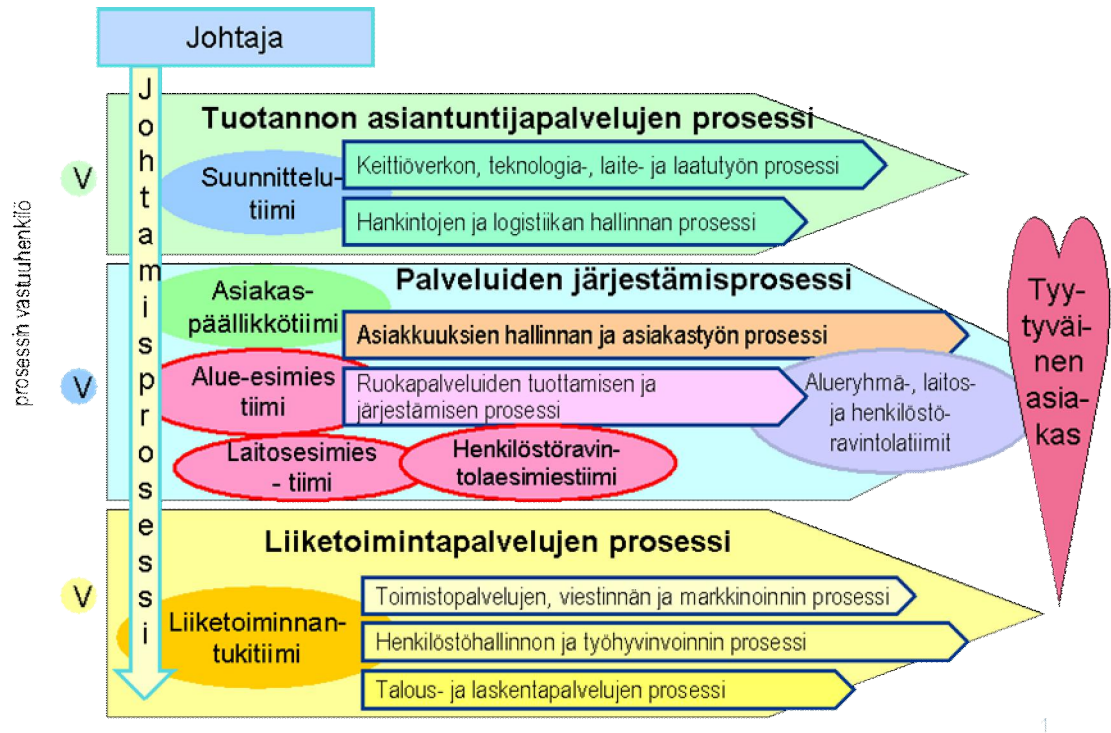 Johtaja
Johtamisprosessi
prosessin vastuuhenkilö
Tuotannon asiantuntijapalvelujen prosessi
V
Suunnittelu-
tiimi
Keittiöverkon, teknologia-, laite- ja laatutyön prosessi
Hankintojen ja logistiikan hallinnan prosessi
Palveluiden järjestämisprosessi
Asiakas-
päällikkötiimi
Asiakkuuksien hallinnan ja asiakastyön prosessi
V
Alue-esimies
tiimi
Ruokapalveluiden tuottamisen ja
järjestämisen prosessi
Alueryhmä-, laitos-
ja henkilöstö
ravintolatiimit
Laitosesimies
- tiimi
Henkilöstöravin-
tolaesimiestiimi
Tyy-
tyväi-
nen
asia-
kas
Liiketoimintapalvelujen prosessi
V
Liiketoiminnan-
tukitiimi
Toimistopalvelujen, viestinnän ja markkinoinnin prosessi
Henkilöstöhallinnon ja työhyvinvoinnin prosessi
Talous- ja laskentapalvelujen prosessi
1